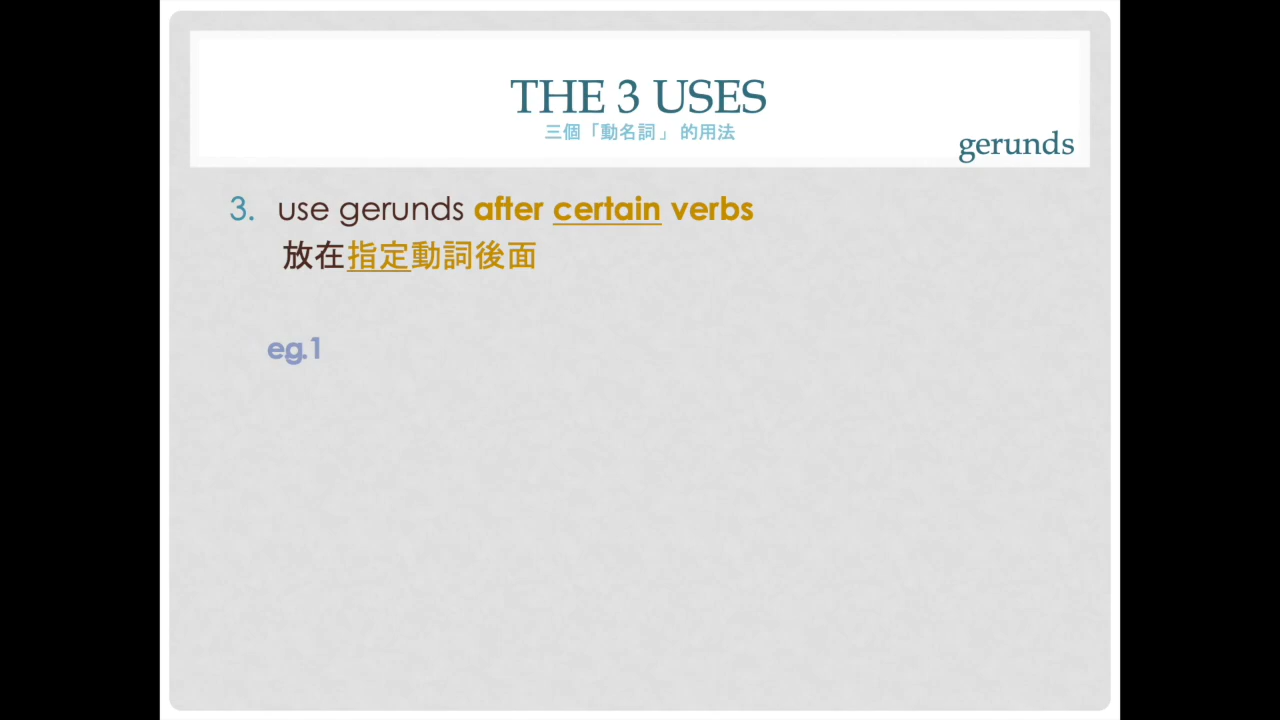 THE 3 USES
三個「動名詞」 的用法
gerunds
3. use gerunds after certain verbs
放在指定動詞後面
eg.1